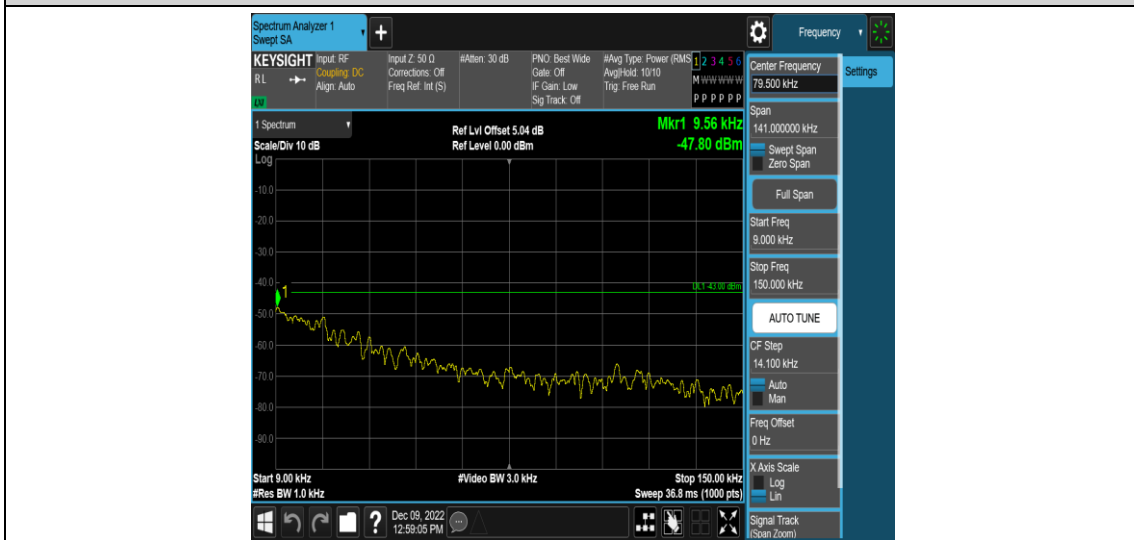 Spectrum Analyzer 1
Swept SA
Frequency
KEYSIGHT
RL
LNI
Input: RF
Coupling: DC
Align: Auto
Input Z: 50 Ω
Corrections: Off
Freq Ref: Int (S)
#Atten: 30 dB
PNO: Best Wide
Gate: Off
IF Gain: Low
Sig Track: Off
#Avg Type: Power (RMS
Avg|Hold: 10/10
Trig: Free Run
1 2 3 4 5 6
M W W W W W
P P P P P P
1 Spectrum
Scale/Div 10 dB
Log
Ref Lvl Offset 5.04 dB
Ref Level 0.00 dBm
Mkr1 9.56 kHz
-47.80 dBm
-10.0
-20.0
-30.0
-40.0
-50.0
-60.0
-70.0
-80.0
-90.0
1
DL1 -43.00 dBm
Start 9.00 kHz
#Res BW 1.0 kHz
#Video BW 3.0 kHz
Stop 150.00 kHz
Sweep 36.8 ms (1000 pts)
Center Frequency
79.500 kHz
Settings
Span
141.000000 kHz
Swept Span
Zero Span
Full Span
Start Freq
9.000 kHz
Stop Freq
150.000 kHz
AUTO TUNE
CF Step
14.100 kHz
Auto
Man
Freq Offset
0 Hz
X Axis Scale
Log
Lin
Signal Track
(Span Zoom)
?
Dec 09, 2022
12:59:05 PM